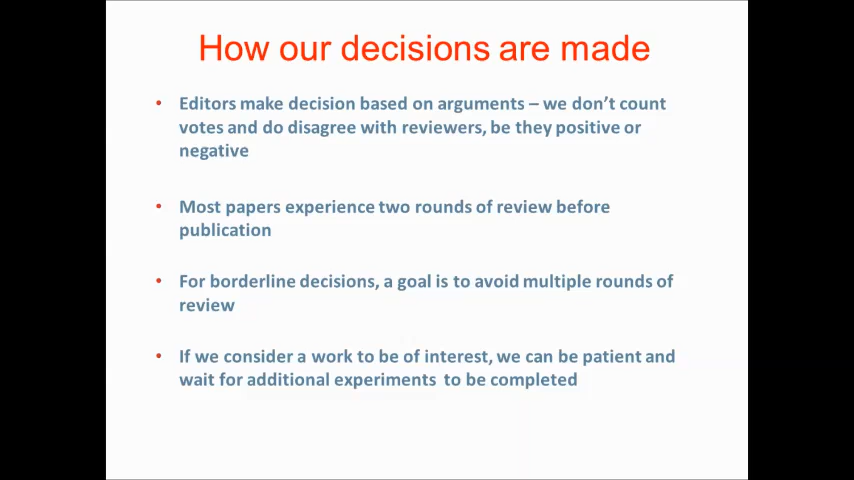 How our decisions are made
• Editors make decision based on arguments – we don't count
votes and do disagree with reviewers, be they positive or
negative
• Most papers experience two rounds of review before
publication
• For borderline decisions, a goal is to avoid multiple rounds of
review
• If we consider a work to be of interest, we can be patient and
wait for additional experiments to be completed